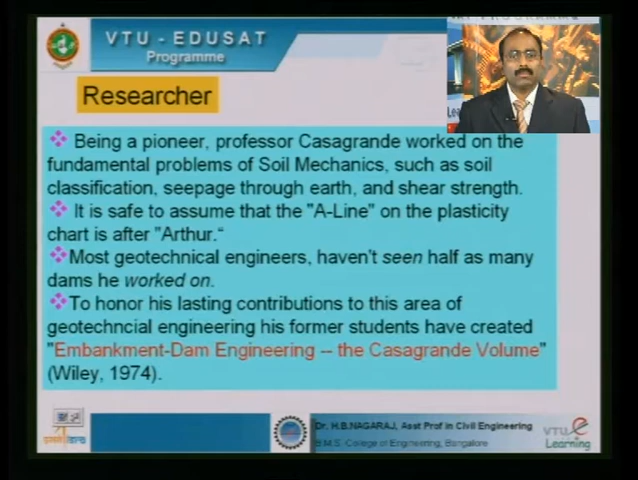 VTU - EDUSAT
Programme
Researcher
Being a pioneer, professor Casagrande worked on the
fundamental problems of Soil Mechanics, such as soil
classification, seepage through earth, and shear strength.
It is safe to assume that the "A-Line" on the plasticity
chart is after "Arthur."
Most geotechnical engineers, haven't seen half as many
dams he worked on.
To honor his lasting contributions to this area of
geotechncial engineering his former students have created
"Embankment-Dam Engineering -- the Casagrande Volume"
(Wiley, 1974).
Dr. H.B.NAGARAJ, Asst Prof in Civil Engineering
B.M.S- College of Engineering, Bangalore
VTU e
Learning